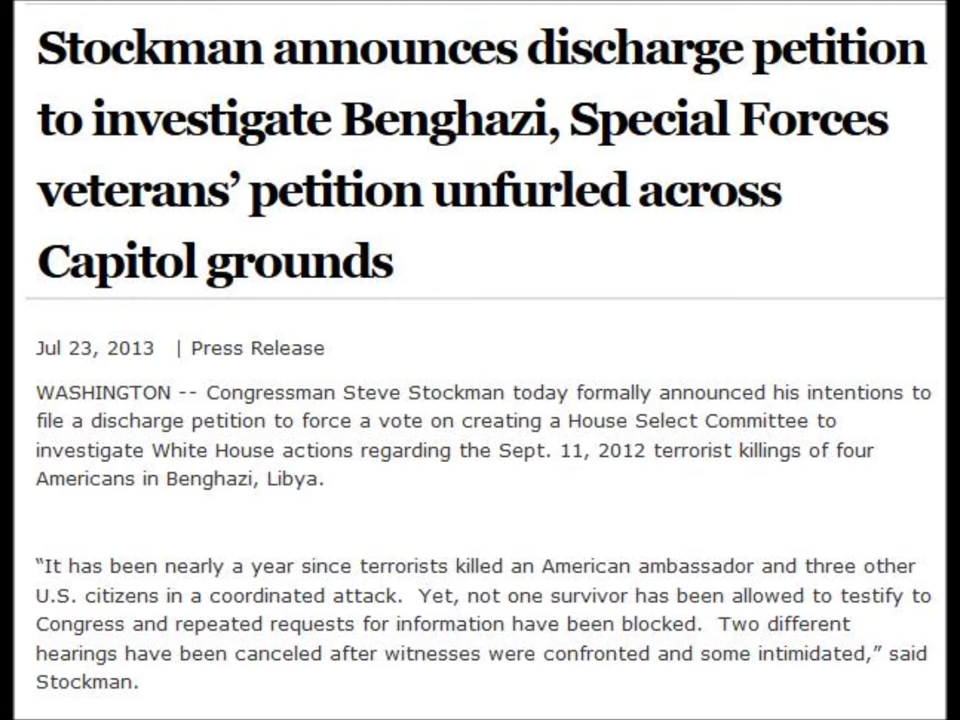 Stockman announces discharge petition
to investigate Benghazi, Special Forces
veterans’ petition unfurled across
Capitol grounds
Jul 23, 2013 | Press Release
WASHINGTON -- Congressman Steve Stockman today formally announced his intentions to
file a discharge petition to force a vote on creating a House Select Committee to
investigate White House actions regarding the Sept. 11, 2012 terrorist killings of four
Americans in Benghazi, Libya.
“It has been nearly a year since terrorists killed an American ambassador and three other
U.S. citizens in a coordinated attack.  Yet, not one survivor has been allowed to testify to
Congress and repeated requests for information have been blocked.  Two different
hearings have been canceled after witnesses were confronted and some intimidated,” said
Stockman.